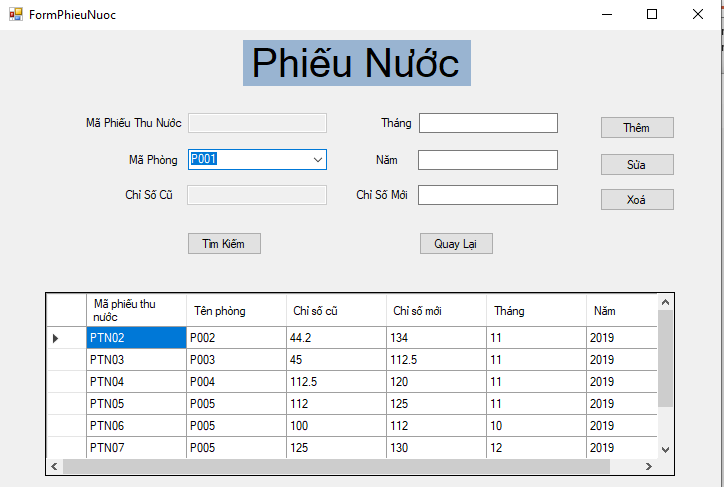 FormPhieuNuoc
Phiếu Nước
Mã Phiếu Thu Nước Tháng Thêm
Mã Phòng P001 Năm Sửa
Chỉ Số Cũ Chỉ Số Mới Xoá
Tìm Kiếm Quay Lại
Mã phiếu thu nước Tên phòng Chỉ số cũ Chỉ số mới Tháng Năm
PTN02 P002 44.2 134 11 2019
PTN03 P003 45 112.5 11 2019
PTN04 P004 112.5 120 11 2019
PTN05 P005 112 125 11 2019
PTN06 P005 100 112 10 2019
PTN07 P005 125 130 12 2019